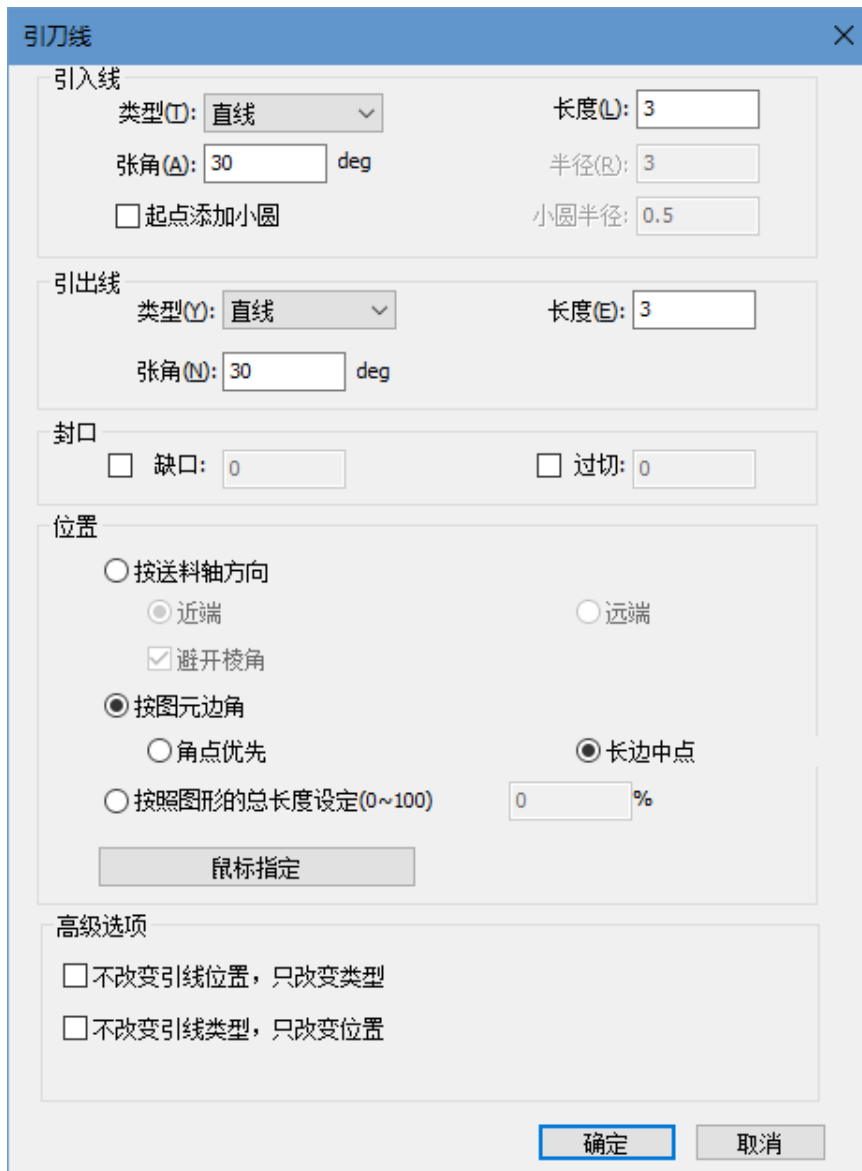 引刀线
引入线
类型(T): 直线 长度(L): 3
张角(A): 30 deg 半径(R): 3
起点添加小圆 小圆半径: 0.5
引出线
类型(Y): 直线 长度(E): 3
张角(N): 30 deg
封口
缺口: 0 过切: 0
位置
按送料轴方向
近端 远端
避开棱角
按图元边角
角点优先 长边中点
按照图形的总长度设定(0~100) 0 %
鼠标指定
高级选项
不改变引线位置，只改变类型
不改变引线类型，只改变位置
确定 取消